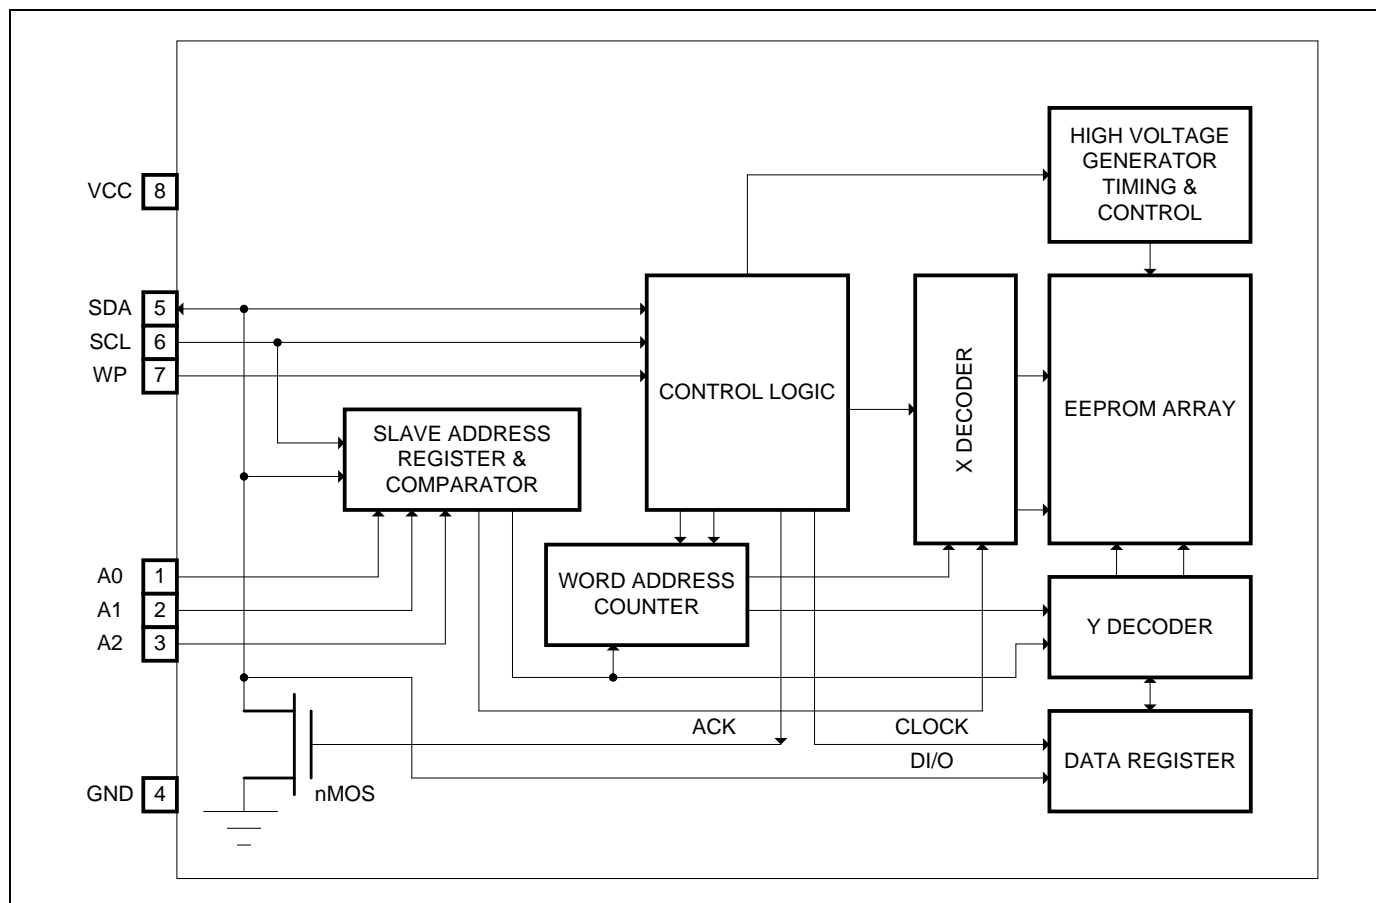 HIGH VOLTAGE
GENERATOR
TIMING &
CONTROL
VCC 8
SDA 5
SCL 6
WP 7
CONTROL LOGIC
X DECODER
EEPROM ARRAY
SLAVE ADDRESS
REGISTER &
COMPARATOR
A0 1
A1 2
A2 3
WORD ADDRESS
COUNTER
Y DECODER
ACK
CLOCK
DI/O
DATA REGISTER
GND 4
nMOS